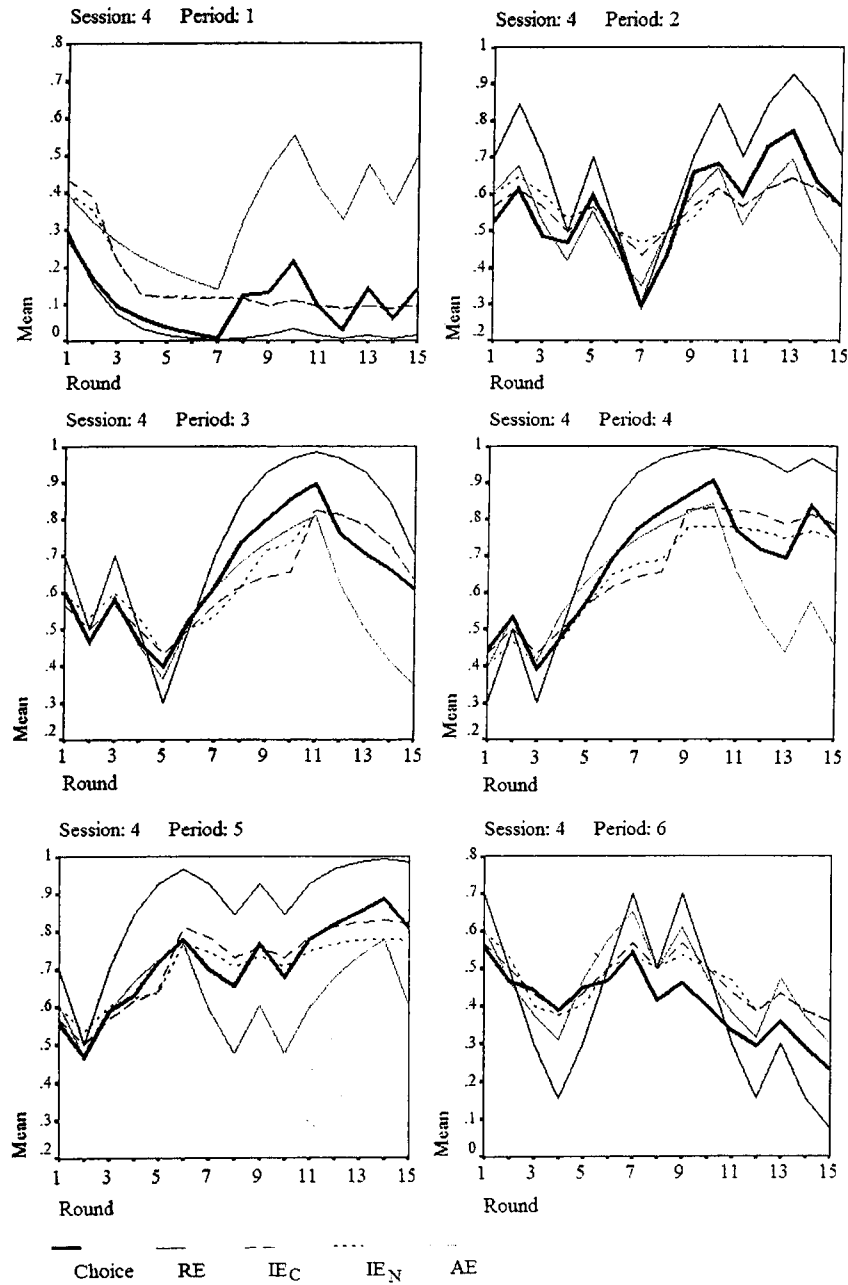 Session: 4 Period: 1
.8
.7
.6
.5
.4
.3
.2
.1
0
Mean
1 3 5 7 9 11 13 15
Round
Session: 4 Period: 2
1
.9
.8
.7
.6
.5
.4
.3
.2
Mean
1 3 5 7 9 11 13 15
Round
Session: 4 Period: 3
1
.9
.8
.7
.6
.5
.4
.3
.2
Mean
1 3 5 7 9 11 13 15
Round
Session: 4 Period: 4
1
.9
.8
.7
.6
.5
.4
.3
.2
Mean
1 3 5 7 9 11 13 15
Round
Session: 4 Period: 5
1
.9
.8
.7
.6
.5
.4
.3
.2
Mean
1 3 5 7 9 11 13 15
Round
Session: 4 Period: 6
.8
.7
.6
.5
.4
.3
.2
.1
0
Mean
1 3 5 7 9 11 13 15
Round
Choice RE IE_C IE_N AE